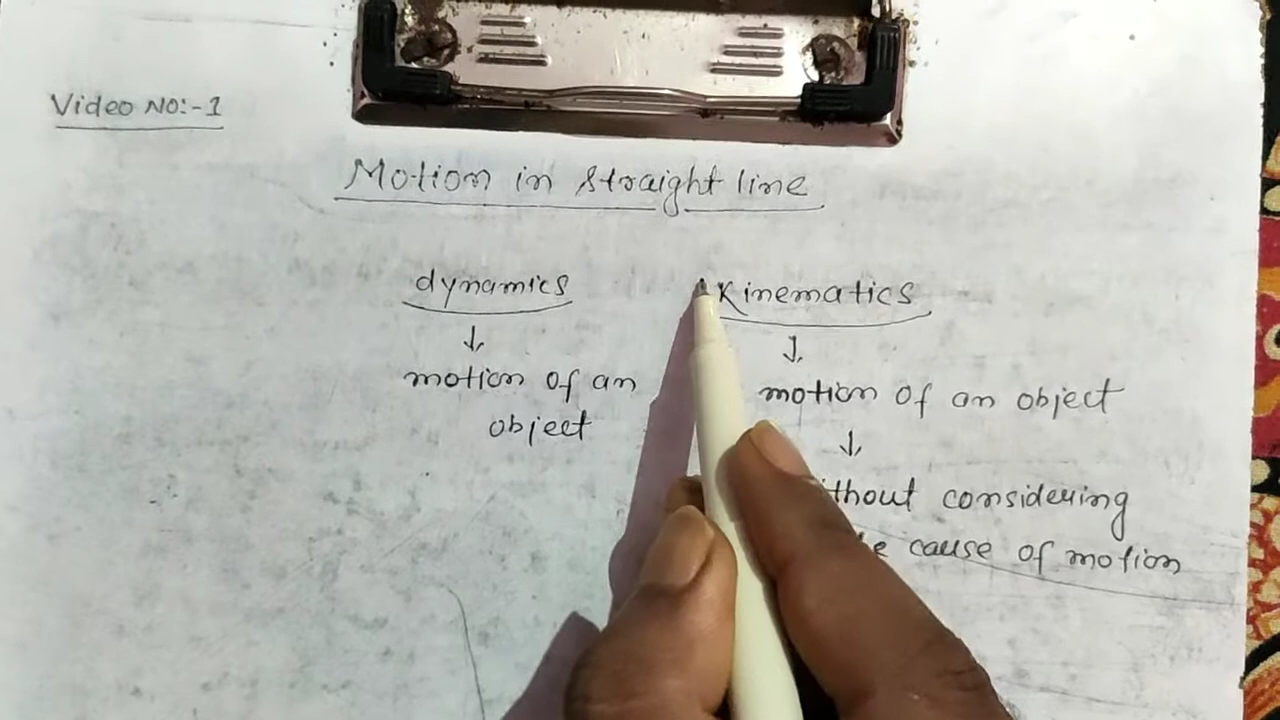 Video NO:-1
Motion in straight line
dynamics
motion of an
object
Kinematics
motion of an object
considering
cause of motion